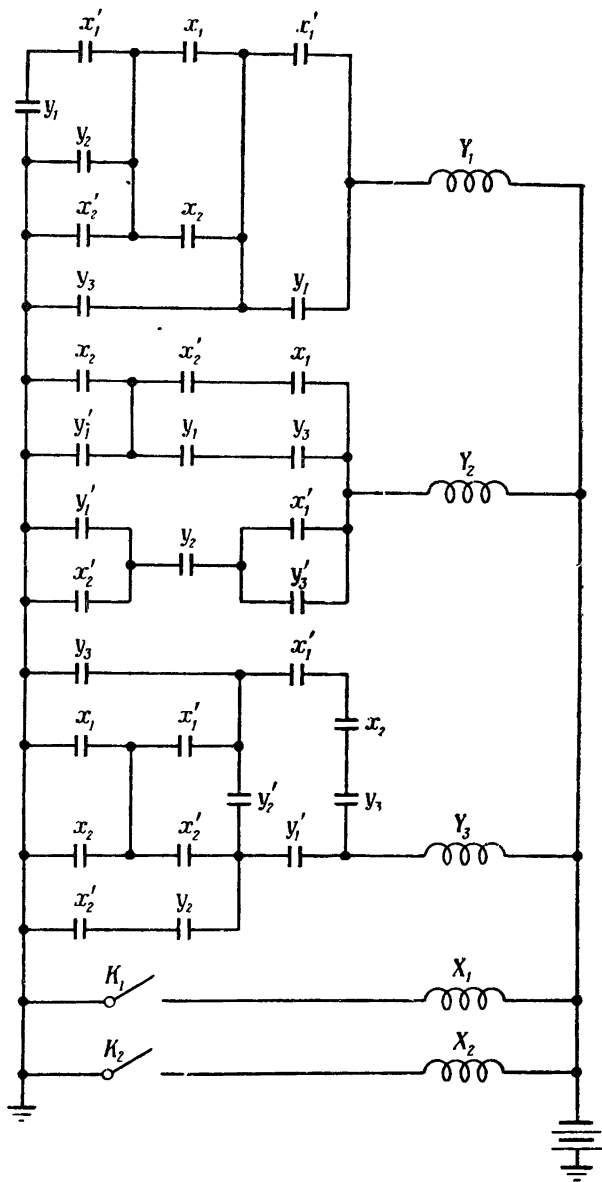 x₁′ x₁ x₁′
y₁
y₂ Y₁
x₂′ x₂
y₃ y₁
x₂ x₂′ x₁
y₁′ y₁ y₃ Y₂
y₁′ x₁′
y₂
x₂′ y₃′
y₃ x₁′
x₁ x₁′ x₂
y₂′ y₃
x₂ x₂′ y₁′ Y₃
x₂′ y₂
K₁ X₁
K₂ X₂